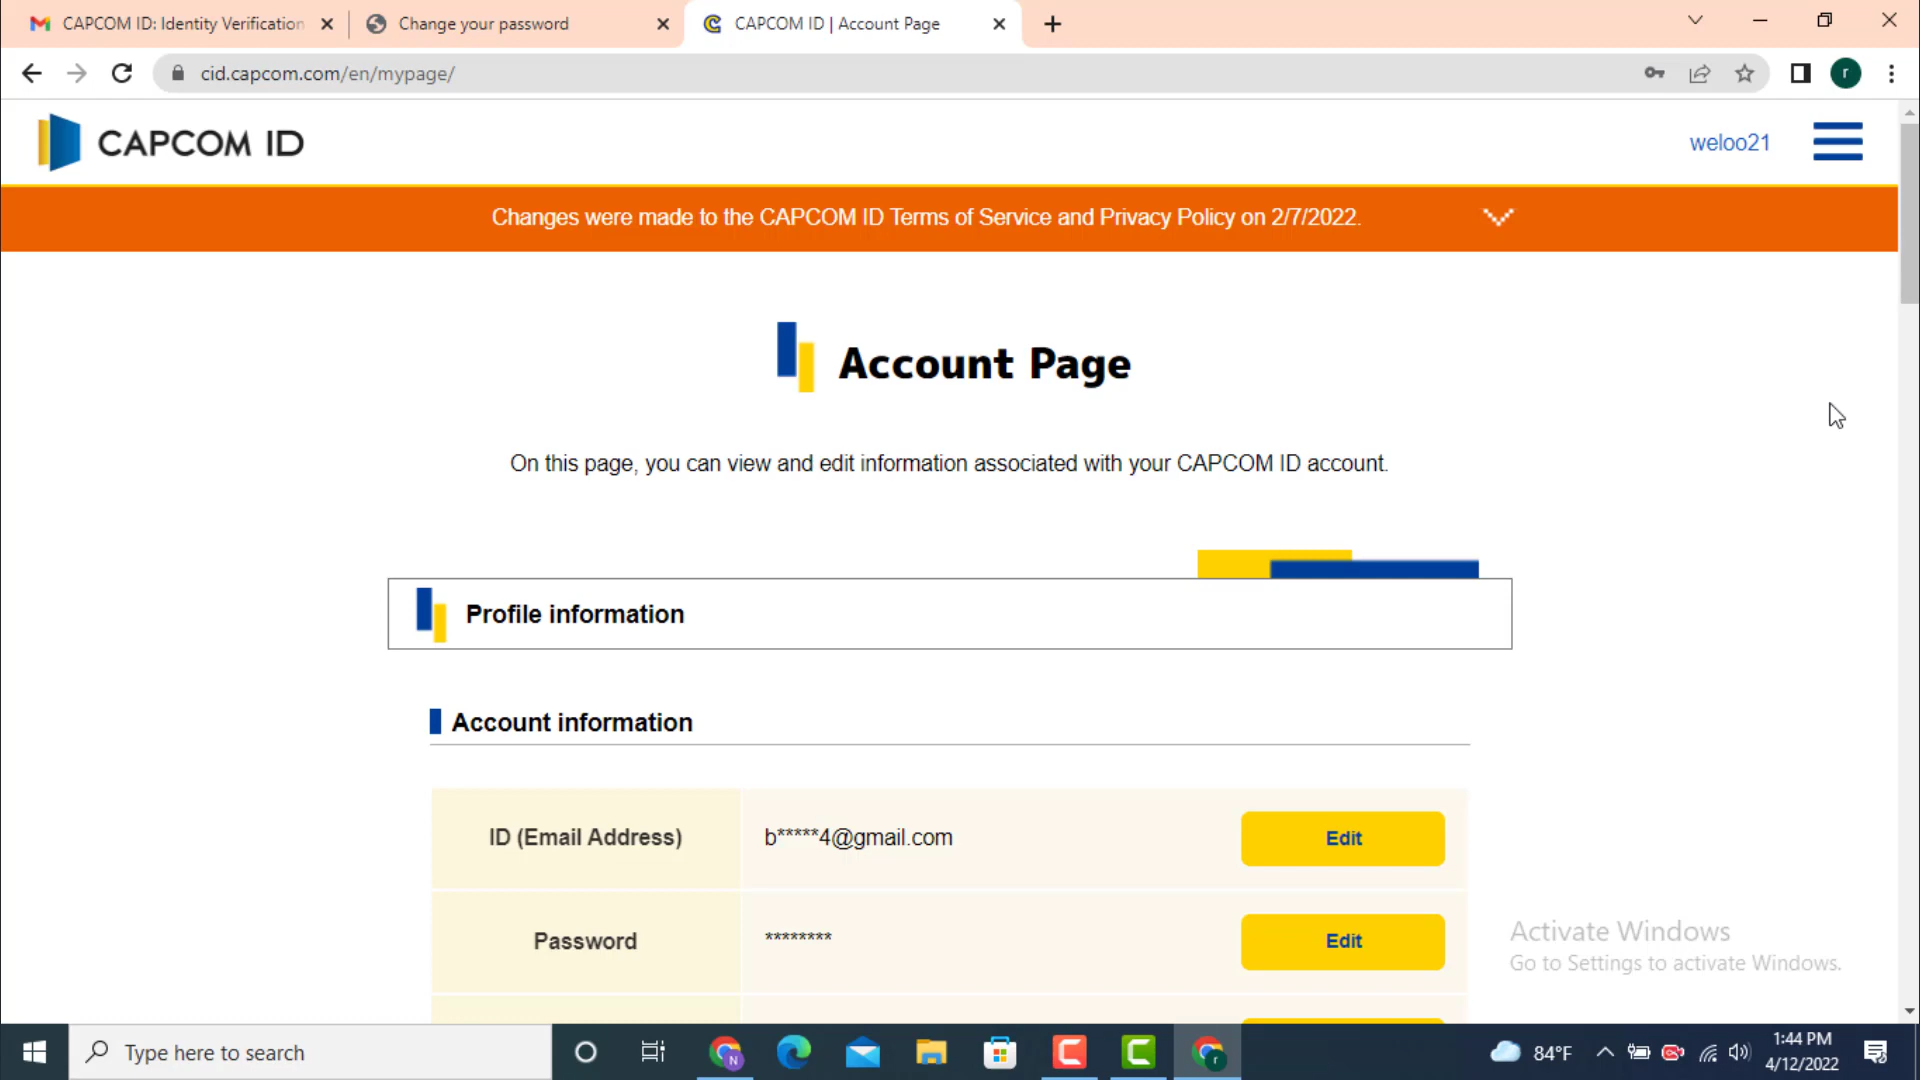 CAPCOM ID: Identity Verification
Change your password
CAPCOM ID | Account Page
cid.capcom.com/en/mypage/
r
CAPCOM ID
weloo21
Changes were made to the CAPCOM ID Terms of Service and Privacy Policy on 2/7/2022.
Account Page
On this page, you can view and edit information associated with your CAPCOM ID account.
Profile information
Account information
ID (Email Address)
b*****4@gmail.com
Edit
Password
********
Edit
Activate Windows
Go to Settings to activate Windows.
Type here to search
N
r
84°F
1:44 PM
4/12/2022